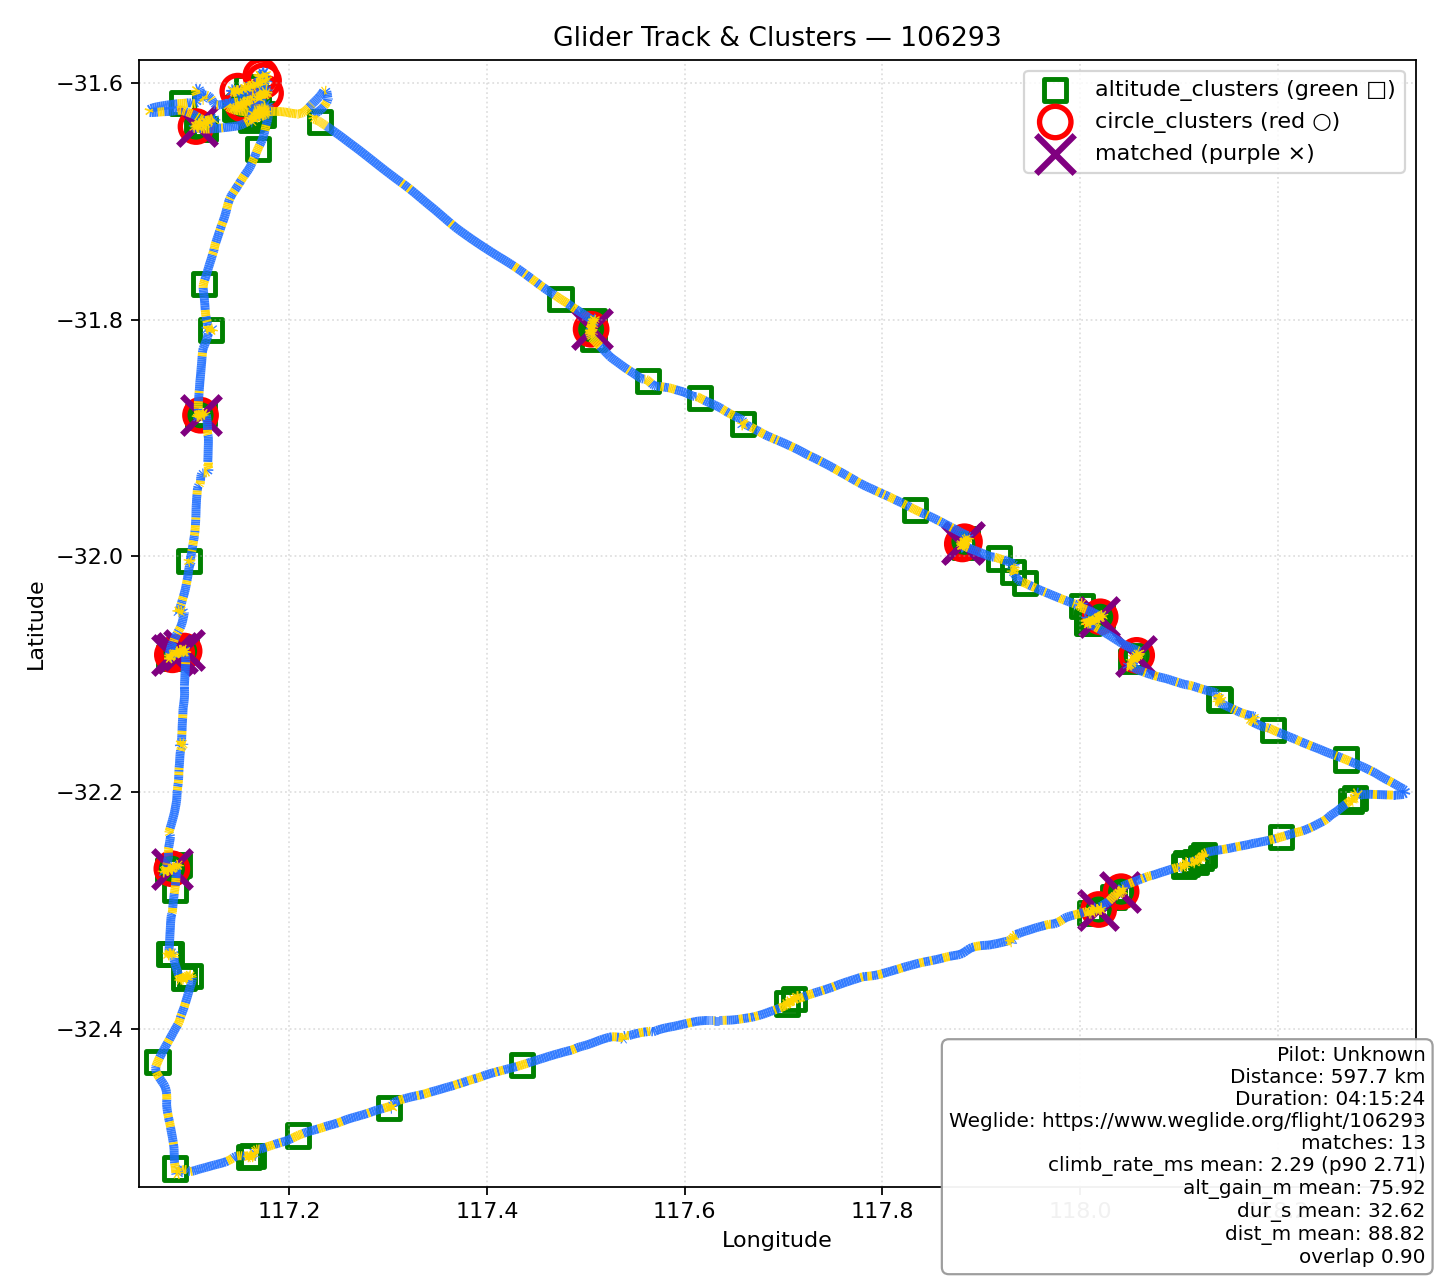 Glider Track & Clusters — 106293
altitude_clusters (green □)
circle_clusters (red ○)
matched (purple ×)
−31.6
−31.8
−32.0
−32.2
−32.4
Latitude
117.2
117.4
117.6
117.8
118.0
Longitude
Pilot: Unknown
Distance: 597.7 km
Duration: 04:15:24
Weglide: https://www.weglide.org/flight/106293
matches: 13
climb_rate_ms mean: 2.29 (p90 2.71)
alt_gain_m mean: 75.92
dur_s mean: 32.62
dist_m mean: 88.82
overlap 0.90